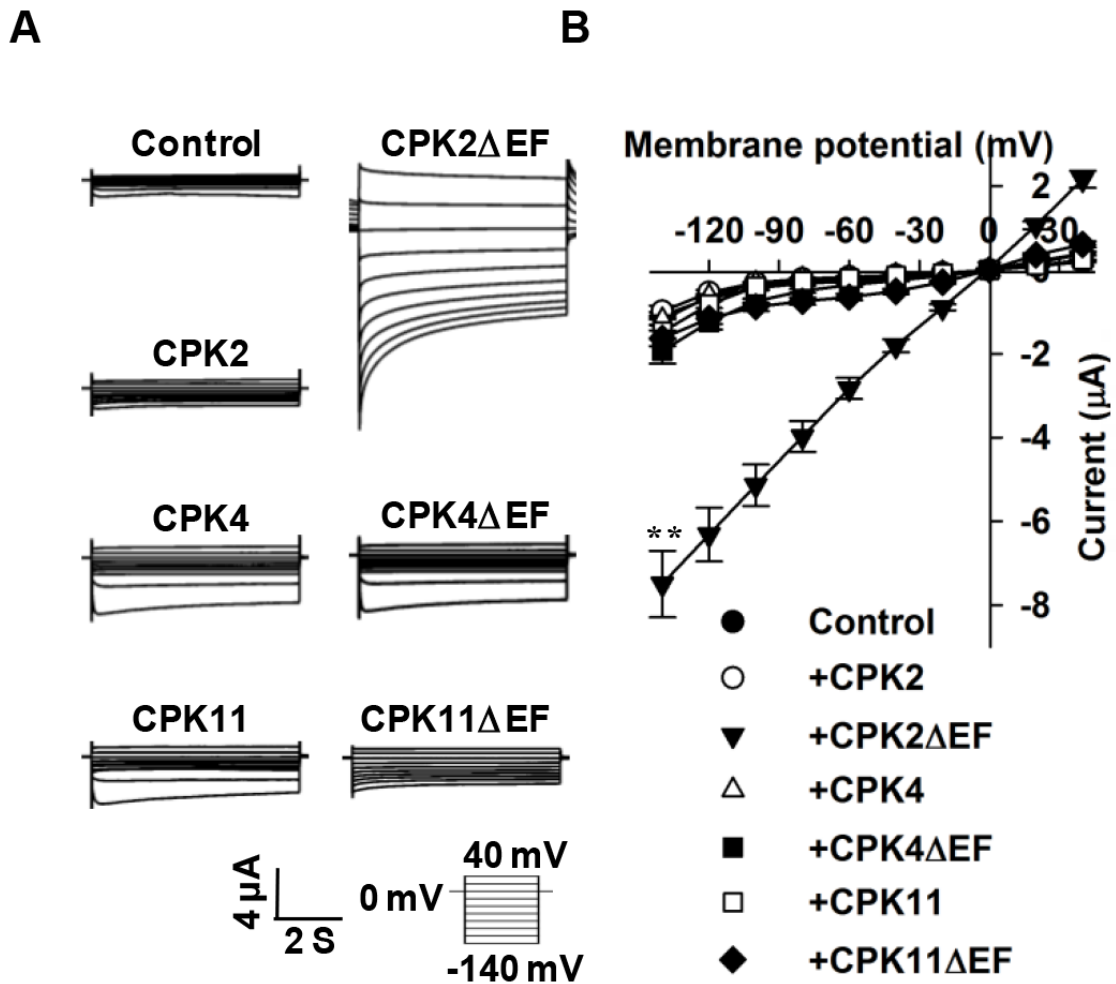 A
B
Control
CPK2ΔEF
CPK2
CPK4
CPK4ΔEF
CPK11
CPK11ΔEF
4 μA
2 S
40 mV
0 mV
-140 mV
Membrane potential (mV)
-120 -90 -60 -30 0 30
2
0
-2
-4
-6
-8
Current (μA)
**
Control
+CPK2
+CPK2ΔEF
+CPK4
+CPK4ΔEF
+CPK11
+CPK11ΔEF